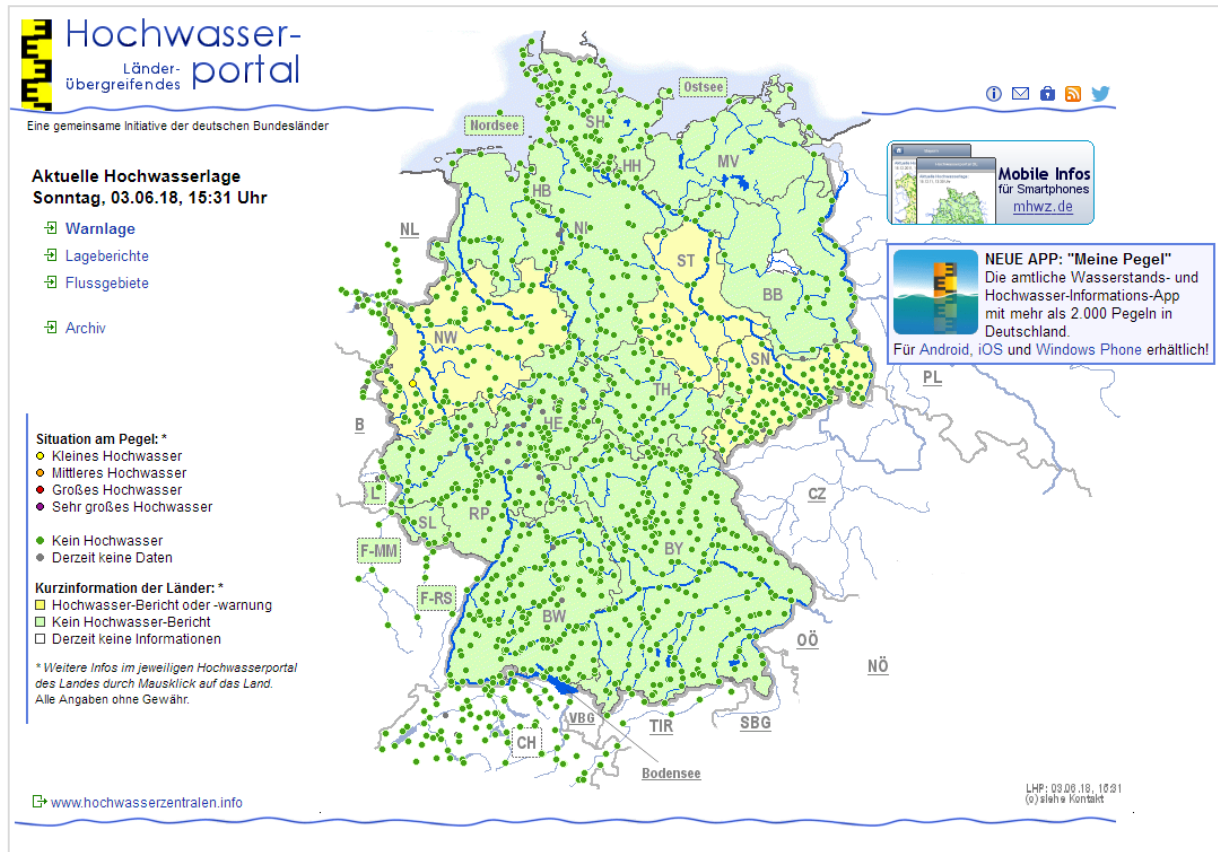 Hochwasser-
Länder-
übergreifendes portal
Eine gemeinsame Initiative der deutschen Bundesländer
Aktuelle Hochwasserlage
Sonntag, 03.06.18, 15:31 Uhr
Warnlage
Lageberichte
Flussgebiete
Archiv
Situation am Pegel: *
Kleines Hochwasser
Mittleres Hochwasser
Großes Hochwasser
Sehr großes Hochwasser
Kein Hochwasser
Derzeit keine Daten
Kurzinformation der Länder: *
Hochwasser-Bericht oder -warnung
Kein Hochwasser-Bericht
Derzeit keine Informationen
* Weitere Infos im jeweiligen Hochwasserportal
des Landes durch Mausklick auf das Land.
Alle Angaben ohne Gewähr.
www.hochwasserzentralen.info
Ostsee
Nordsee
SH
HH
MV
HB
NI
NL
ST
BB
NW
SN
TH
HE
B
PL
L
RP
SL
CZ
F-MM
BY
F-RS
BW
OÖ
NÖ
VBG
TIR
SBG
CH
Bodensee
Mobile Infos
für Smartphones
mhwz.de
NEUE APP: "Meine Pegel"
Die amtliche Wasserstands- und
Hochwasser-Informations-App
mit mehr als 2.000 Pegeln in
Deutschland.
Für Android, iOS und Windows Phone erhältlich!
LHP: 03.06.18, 15:31
(c) siehe Kontakt